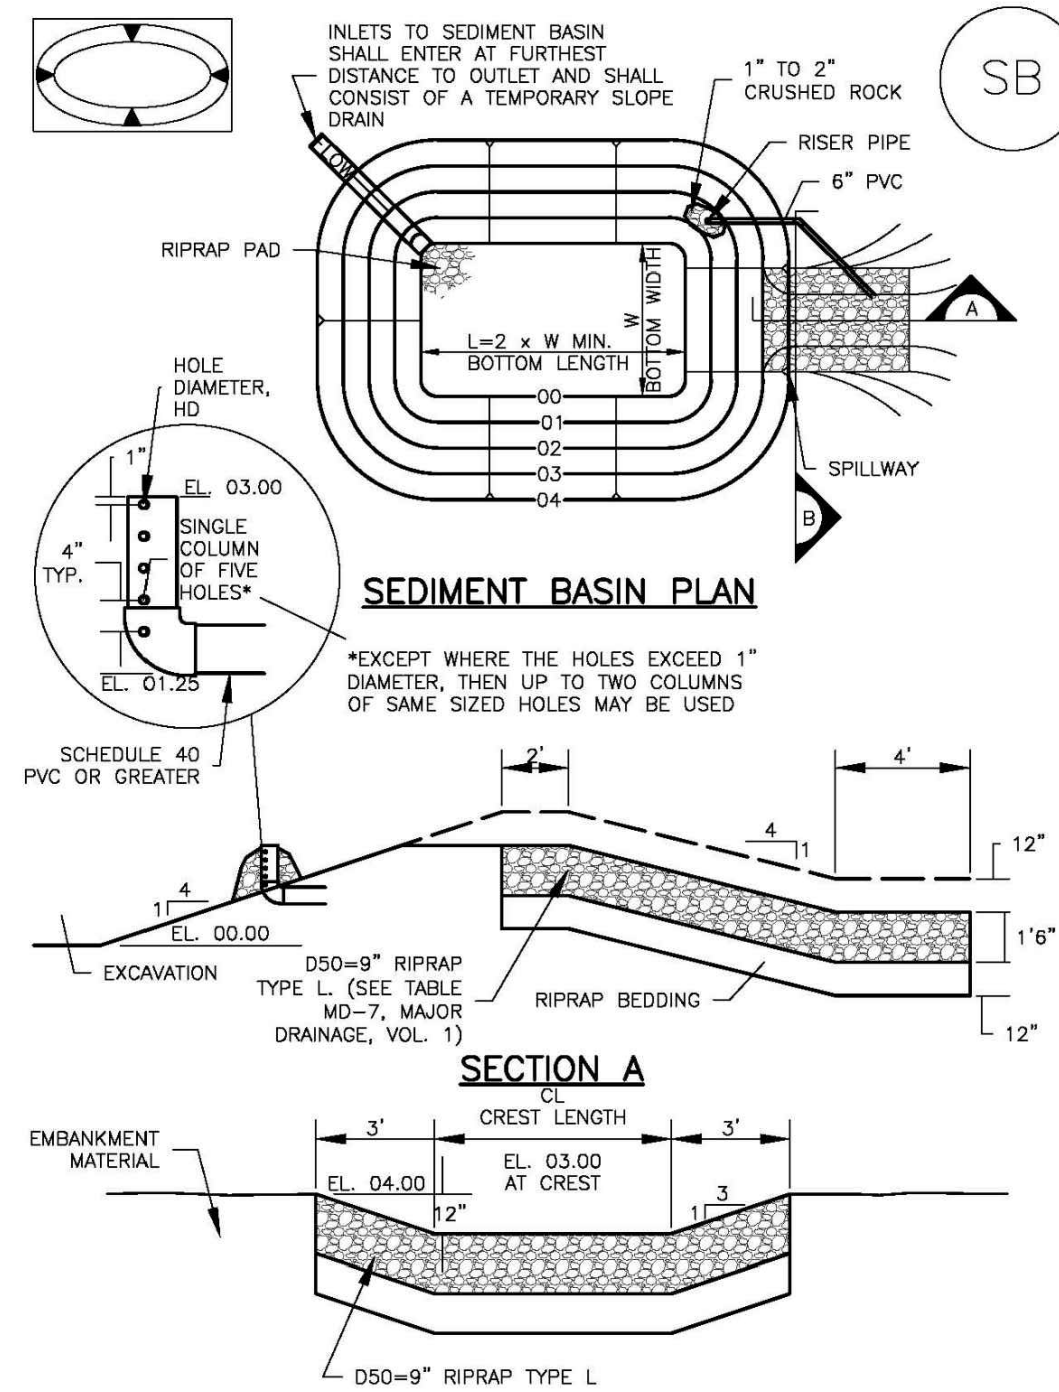 INLETS TO SEDIMENT BASIN
SHALL ENTER AT FURTHEST
DISTANCE TO OUTLET AND SHALL
CONSIST OF A TEMPORARY SLOPE
DRAIN
1" TO 2"
CRUSHED ROCK
SB
RISER PIPE
6" PVC
FLOW
RIPRAP PAD
W
BOTTOM WIDTH
L=2 x W MIN.
BOTTOM LENGTH
A
00
01
02
03
04
SPILLWAY
B
HOLE
DIAMETER,
HD
1"
EL. 03.00
4"
TYP.
SINGLE
COLUMN
OF FIVE
HOLES*
EL. 01.25
SEDIMENT BASIN PLAN
*EXCEPT WHERE THE HOLES EXCEED 1"
DIAMETER, THEN UP TO TWO COLUMNS
OF SAME SIZED HOLES MAY BE USED
SCHEDULE 40
PVC OR GREATER
2'
4'
4
1
12"
4
1
EL. 00.00
1'6"
EXCAVATION
D50=9" RIPRAP
TYPE L. (SEE TABLE
MD-7, MAJOR
DRAINAGE, VOL. 1)
RIPRAP BEDDING
12"
SECTION A
CL
CREST LENGTH
3'
3'
EMBANKMENT
MATERIAL
EL. 04.00
EL. 03.00
AT CREST
12"
3
1
D50=9" RIPRAP TYPE L